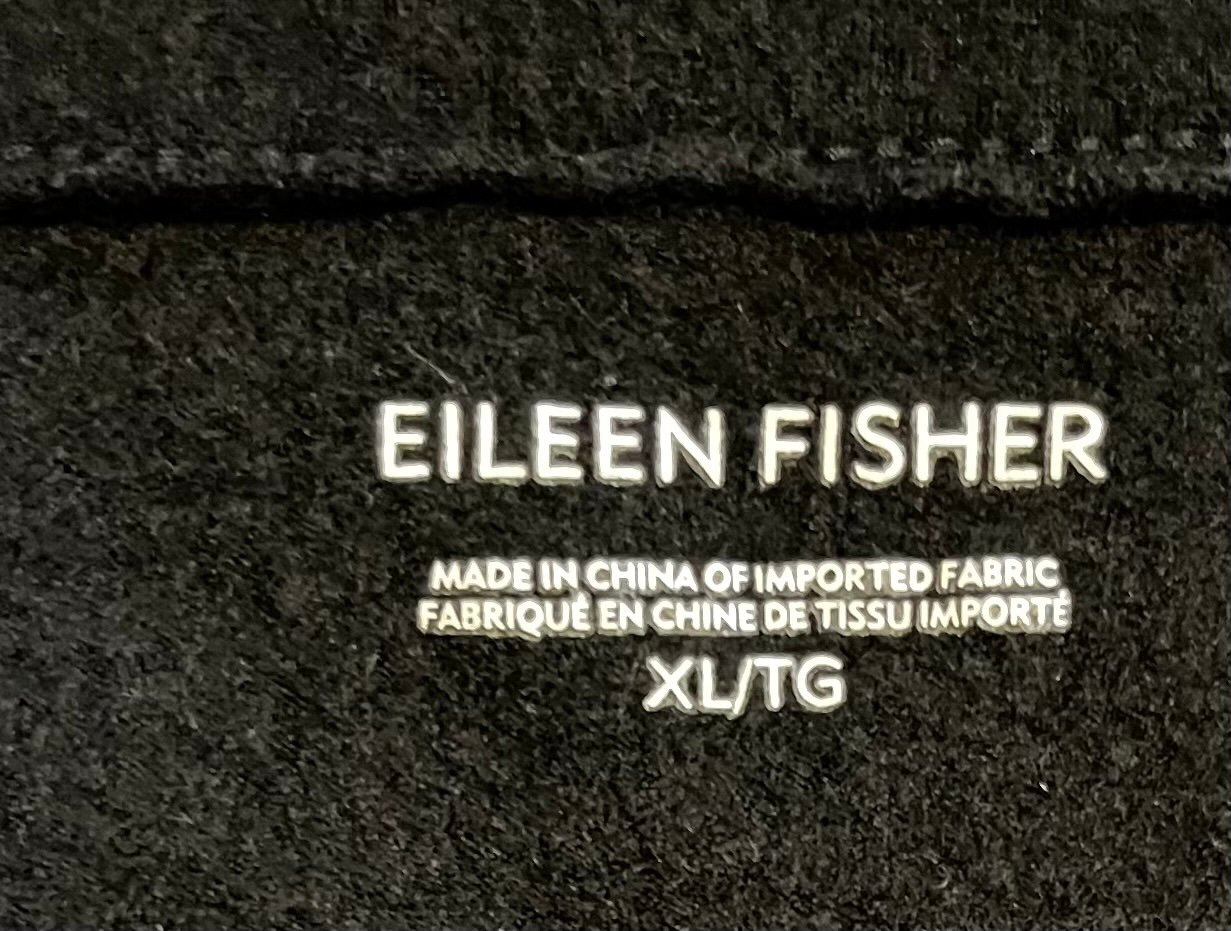 EILEEN FISHER
MADE IN CHINA OF IMPORTED FABRIC
FABRIQUÉ EN CHINE DE TISSU IMPORTÉ
XL/TG